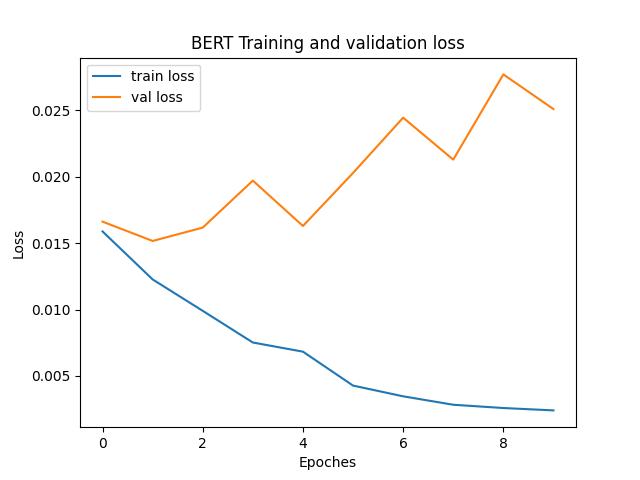 BERT Training and validation loss
train loss
val loss
0.025
0.020
0.015
0.010
0.005
Loss
0 2 4 6 8
Epoches